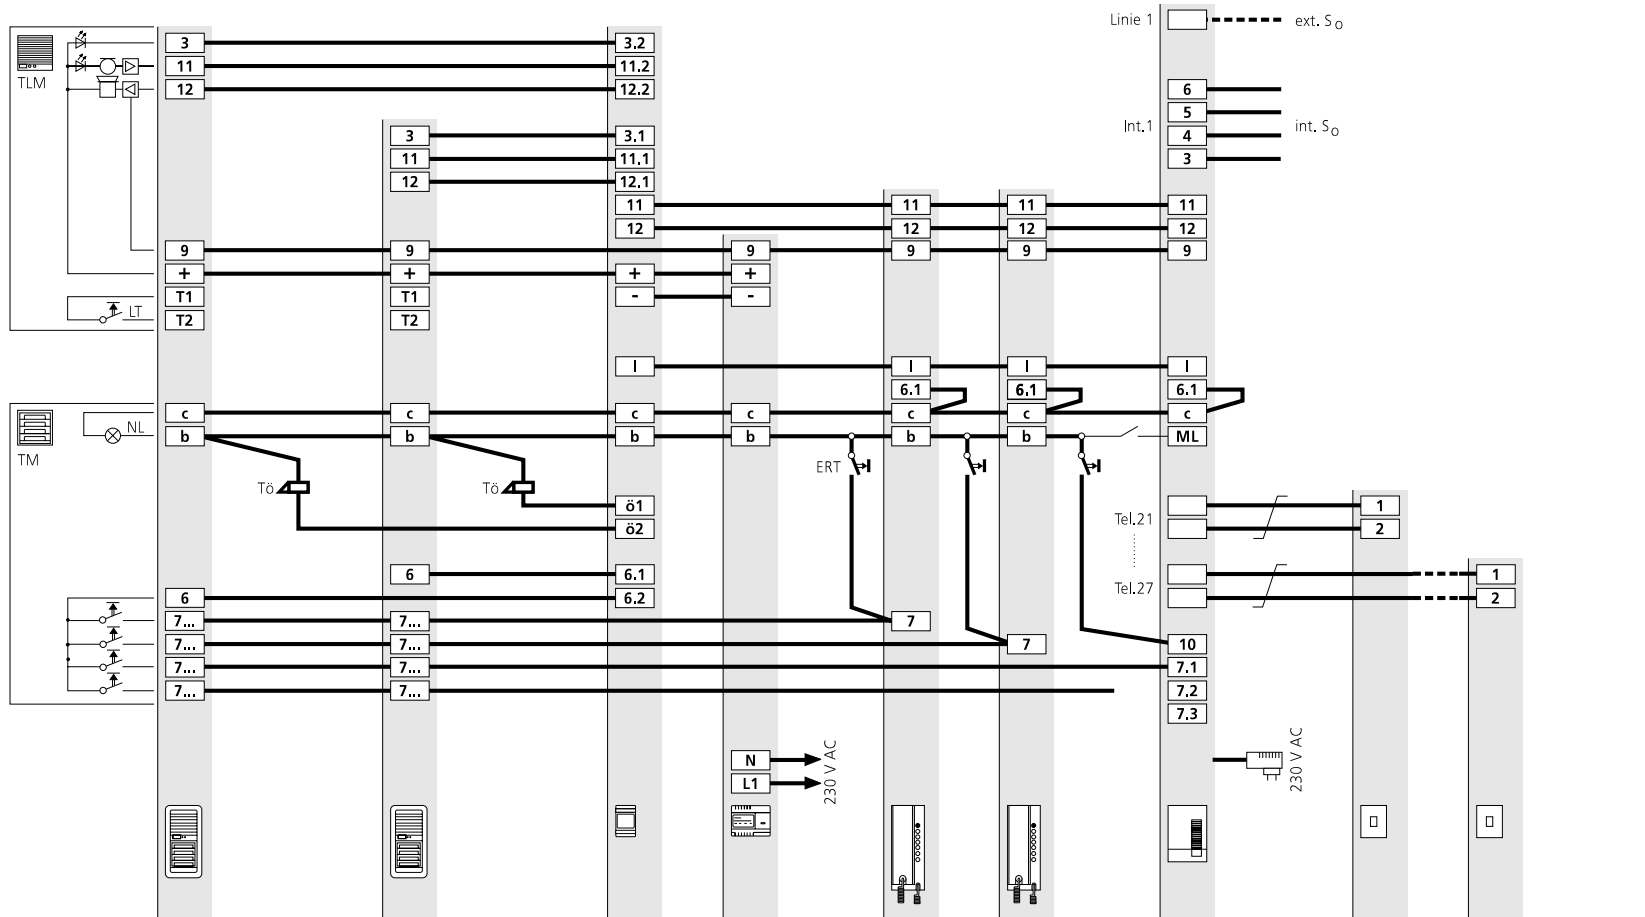 Linie 1 ext. S0
TLM 3 3.2
11 11.2
12 12.2 6
5
Int.1 int. S0
3 3.1 4
11 11.1 3
12 12.1
11 11 11 11
12 12 12 12
9 9 9 9 9 9
+ + + +
T1 T1 - -
LT
T2 T2
I I I I
6.1 6.1 6.1
c c c c c c c
NL
b b b b b b ML
TM
ERT
Tö Tö
ö1 1
Tel.21
ö2 2
6 6.1 1
Tel.27
6 6.2 2
7... 7... 7
7... 7... 7 10
7... 7... 7.1
7... 7... 7.2
7.3
N
L1
230 V AC
230 V AC